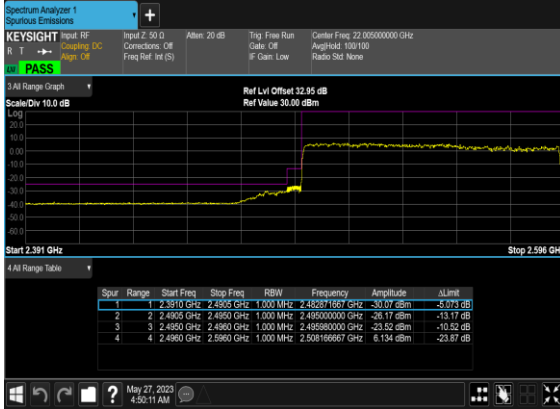 Spectrum Analyzer 1
Spurious Emissions
+
KEYSIGHT Input: RF Input Z: 50 Ω Atten: 20 dB Trig: Free Run Center Freq: 22.005000000 GHz
R T Coupling: DC Corrections: Off Gate: Off Avg|Hold: 100/100
Align: Off Freq Ref: Int (S) IF Gain: Low Radio Std: None
PASS
3 All Range Graph
Ref Lvl Offset 32.95 dB
Scale/Div 10.0 dB Ref Value 30.00 dBm
Log
20.0
10.0
0.00
-10.0
-20.0
-30.0
-40.0
-50.0
-60.0
Start 2.391 GHz Stop 2.596 GH
4 All Range Table
Spur Range Start Freq Stop Freq RBW Frequency Amplitude ΔLimit
1 1 2.3910 GHz 2.4905 GHz 1.000 MHz 2.482871667 GHz -30.07 dBm -5.073 dB
2 2 2.4905 GHz 2.4950 GHz 1.000 MHz 2.495000000 GHz -26.17 dBm -13.17 dB
3 3 2.4950 GHz 2.4960 GHz 1.000 MHz 2.495980000 GHz -23.52 dBm -10.52 dB
4 4 2.4960 GHz 2.5960 GHz 1.000 MHz 2.508166667 GHz 6.134 dBm -23.87 dB
?
May 27, 2023
4:50:11 AM